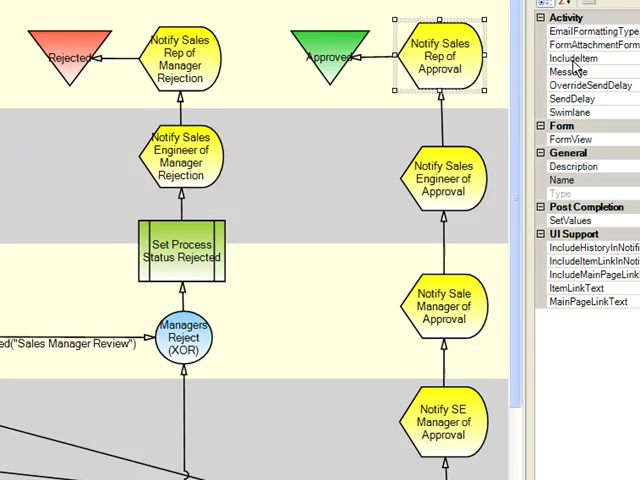 Rejected
Notify Sales
Rep of
Manager
Rejection
Approved
Notify Sales
Rep of
Approval
Notify Sales
Engineer of
Manager
Rejection
Notify Sales
Engineer of
Approval
Set Process
Status Rejected
Notify Sale
Manager of
Approval
ed("Sales Manager Review")
Managers
Reject
(XOR)
Notify SE
Manager of
Approval
Activity
EmailFormattingType
FormAttachmentForm
IncludeItem
Message
OverrideSendDelay
SendDelay
Swimlane
Form
FormView
General
Description
Name
Type
Post Completion
SetValues
UI Support
IncludeHistoryInNotifi
IncludeItemLinkInNoti
IncludeMainPageLink
ItemLinkText
MainPageLinkText